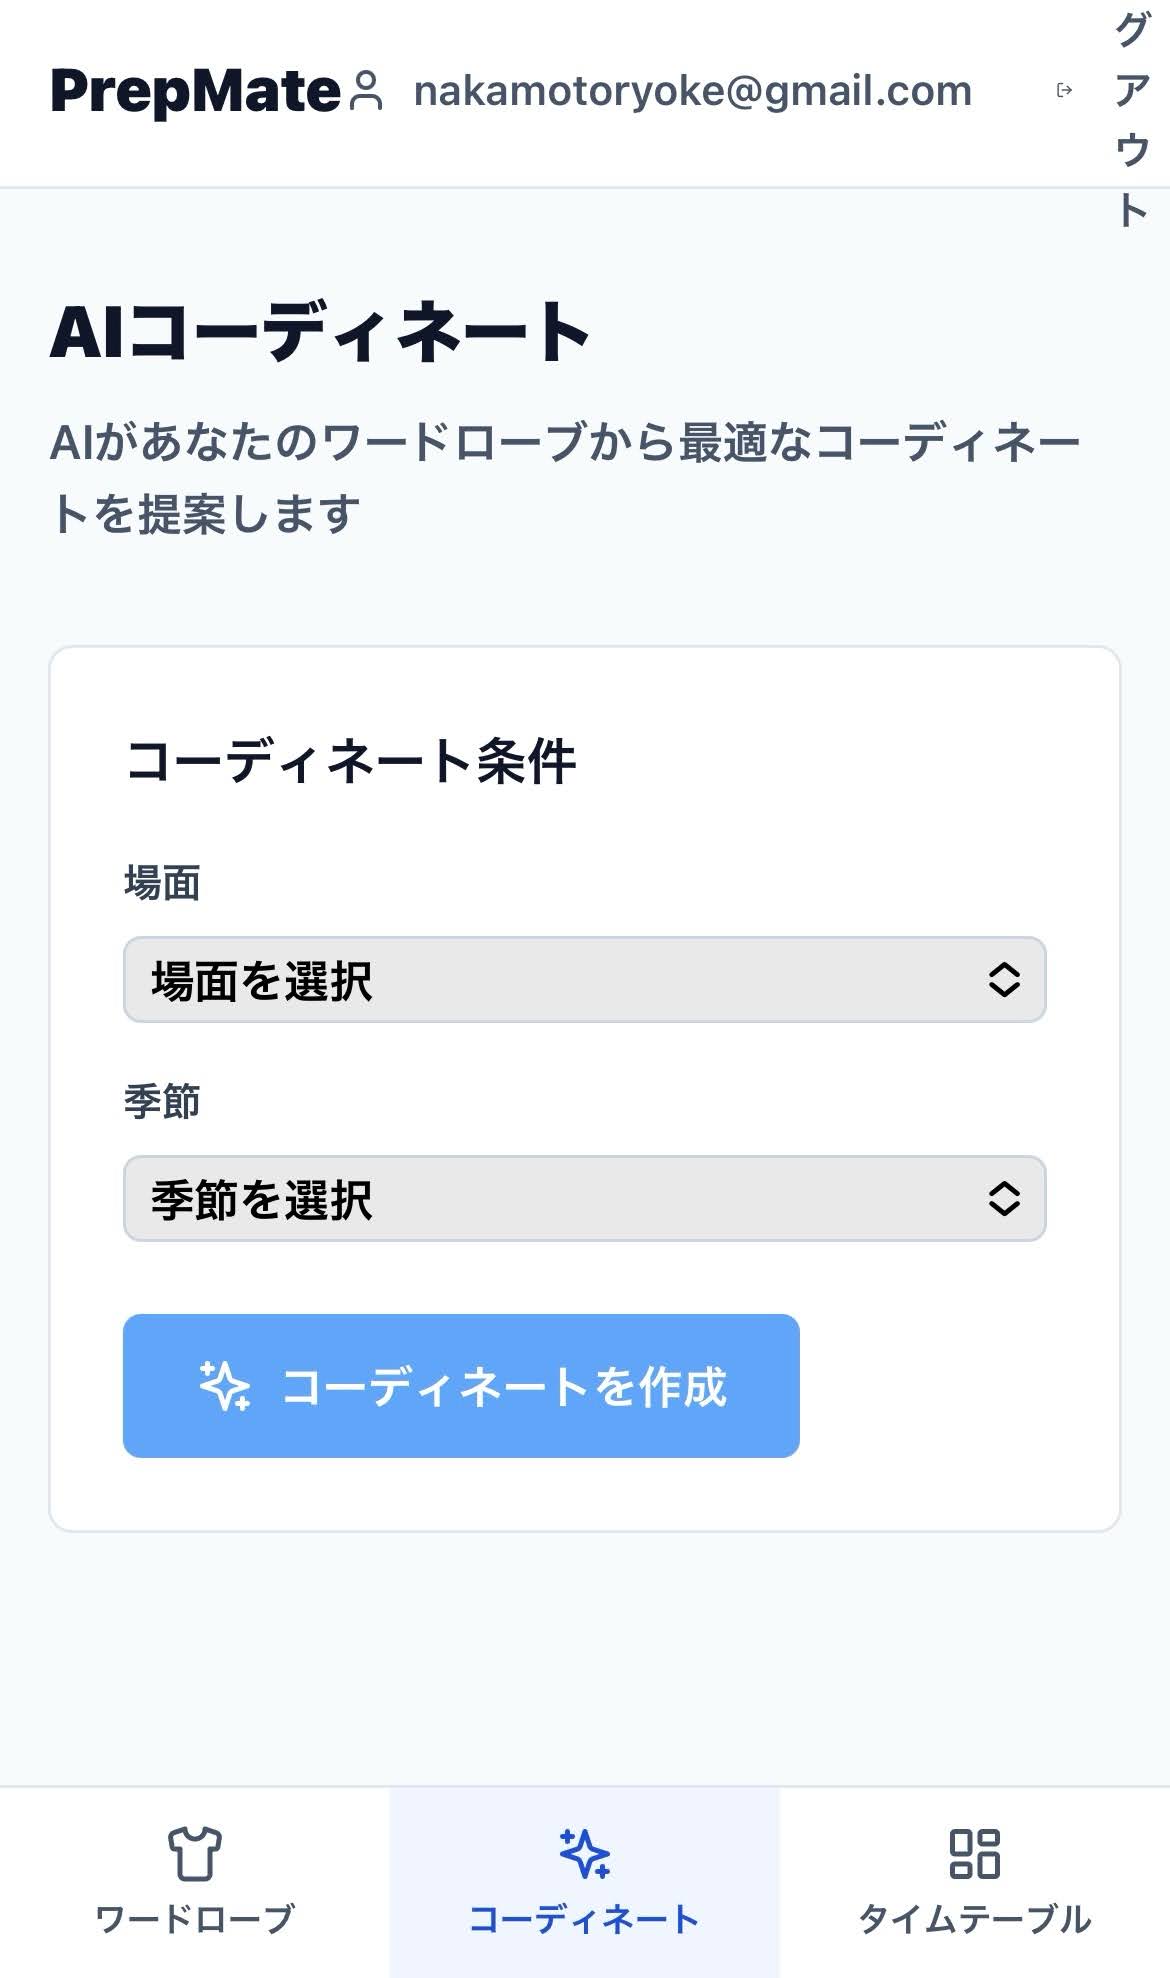 PrepMate
nakamotoryoke@gmail.com
グ
ア
ウ
ト
AIコーディネート
AIがあなたのワードローブから最適なコーディネー
トを提案します
コーディネート条件
場面
場面を選択
季節
季節を選択
コーディネートを作成
ワードローブ
コーディネート
タイムテーブル